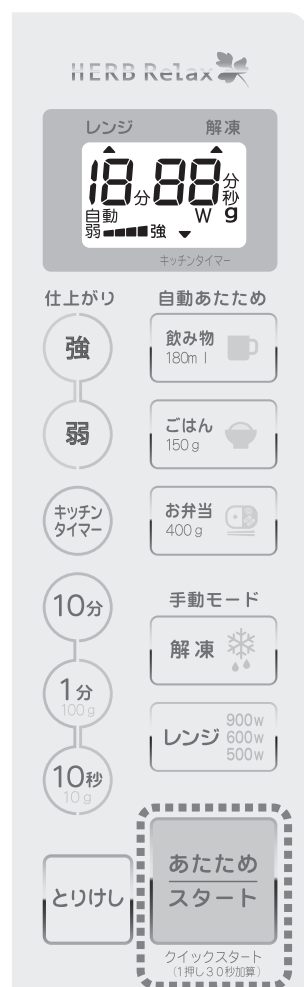 HERB Relax
レンジ 解凍
18分88分秒
自動 W g
弱 強
キッチンタイマー
仕上がり 自動あたため
強
飲み物
180ml
弱
ごはん
150g
キッチン
タイマー
お弁当
400g
10分
手動モード
解凍
1分
100g
レンジ
900w
600w
500w
10秒
10g
とりけし
あたため
スタート
クイックスタート
(1押し30秒加算)